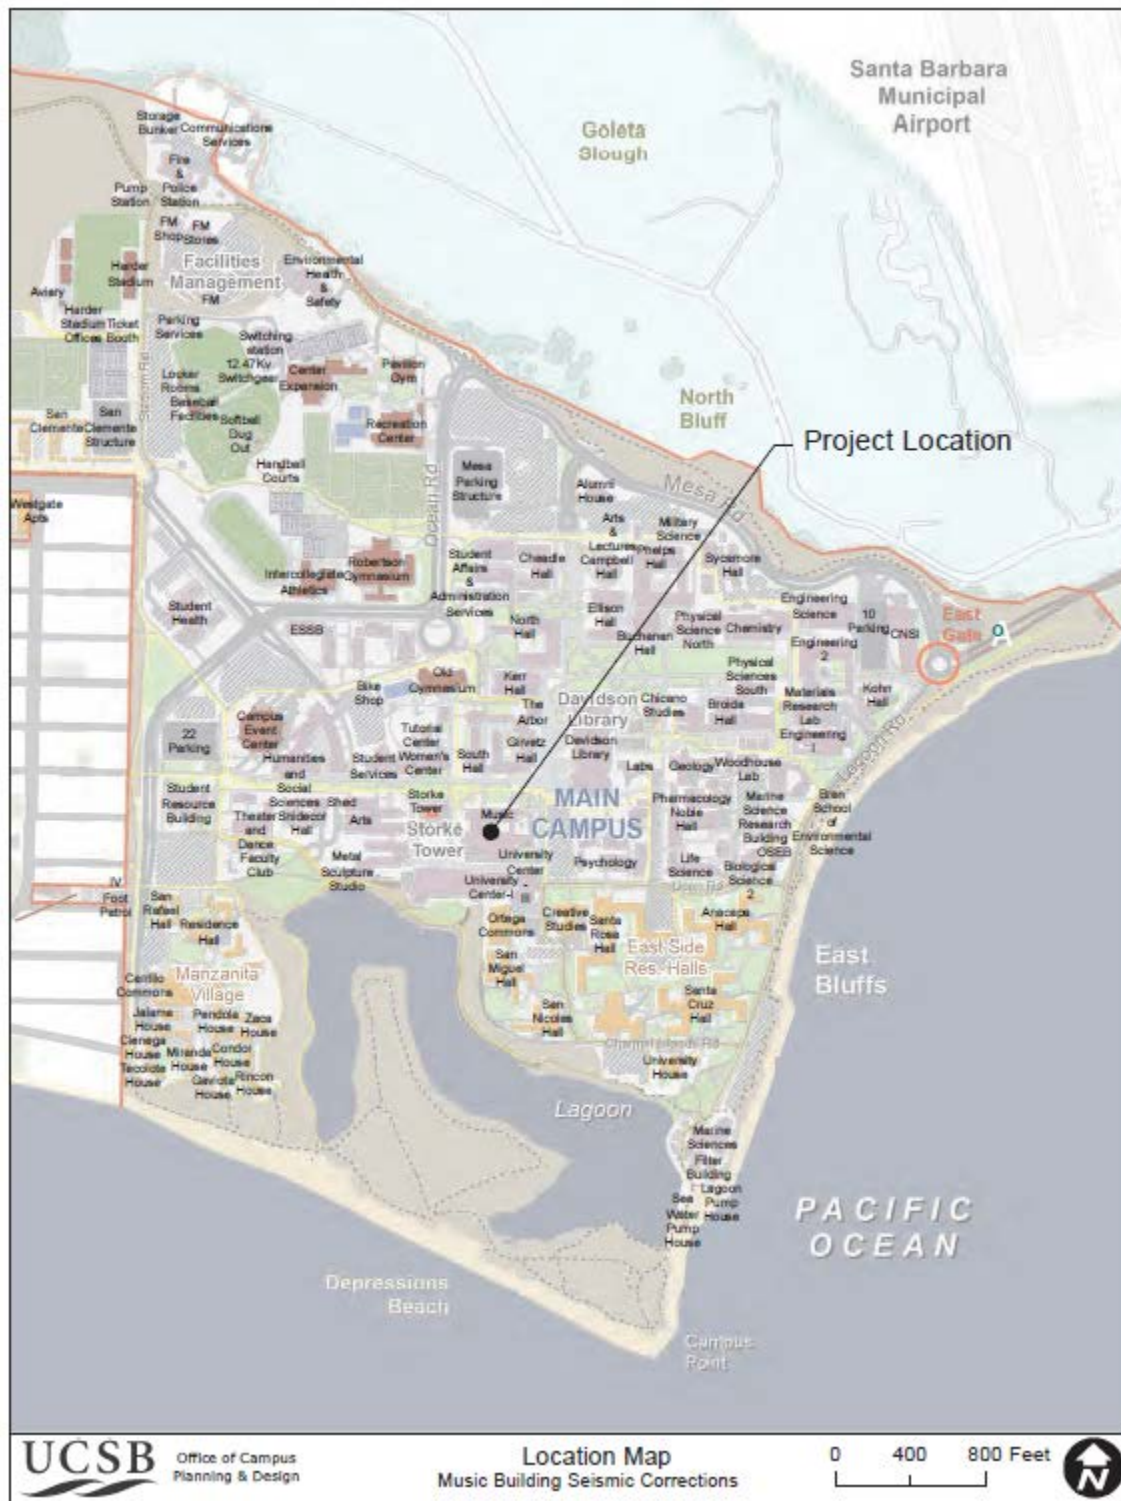 Santa Barbara
Municipal
Airport
Goleta
Slough
Storage
Bunker
Communications
Services
Fire
&
Police
Station
Pump
Station
FM
Shop
FM
Stores
Facilities
Management
FM
Environmental
Health
&
Safety
Harder
Stadium
Aviary
Harder
Stadium Ticket
Offices Booth
Parking
Services
Switching
station
12.47Kv
Switchgear
Center
Expansion
Pavilion
Gym
Locker
Rooms
Baseball
Facilities
Softball
Dug
Out
Recreation
Center
San
Clemente
San
Clemente
Structure
Stadium Rd
Handball
Courts
North
Bluff
Project Location
Mesa
Parking
Structure
Ocean Rd
Mesa Rd
Alumni
House
Westgate
Apts
Arts
&
Lectures
Campbell
Hall
Military
Science
Phelps
Hall
Sycamore
Hall
Student
Affairs
&
Administration
Services
Cheadle
Hall
Robertson
Gymnasium
Intercollegiate
Athletics
Student
Health
ESSB
North
Hall
Ellison
Hall
Buchanan
Hall
Physical
Science
North
Chemistry
Engineering
Science
Engineering
2
10
Parking
CNSI
East
Gate
Physical
Sciences
South
Old
Gymnasium
Bike
Shop
Kerr
Hall
The
Arbor
Girvetz
Hall
Davidson
Library
Davidson
Library
Chicano
Studies
Broida
Hall
Materials
Research
Lab
Engineering
I
Kohn
Hall
Lagoon Rd
Campus
Event
Center
22
Parking
Humanities
and
Social
Sciences
Student
Services
Tutorial
Center
Women's
Center
South
Hall
Labs
Geology
Woodhouse
Lab
Student
Resource
Building
Theater
and
Dance
Snidecor
Hall
Shed
Arts
Storke
Tower
Storke
Tower
Music
MAIN
CAMPUS
Pharmacology
Noble
Hall
Marine
Science
Research
Building
OSEB
Bren
School
of
Environmental
Science
Faculty
Club
Metal
Sculpture
Studio
University
Center
University
Center-I
-
III
Psychology
Life
Science
Biological
Science
2
IV
Foot
Patrol
San
Rafael
Hall
Residence
Hall
Ortega
Commons
Creative
Studies
Santa
Rosa
Hall
Anacapa
Hall
East Side
Res. Halls
East
Bluffs
San
Miguel
Hall
Manzanita
Village
Carrillo
Commons
San
Nicolas
Hall
Santa
Cruz
Hall
Jalama
House
Pendola
House
Zaca
House
Cienega
House
Miranda
House
Condor
House
Tecolote
House
Gaviota
House
Rincon
House
Channel Islands Rd
University
House
Lagoon
Marine
Sciences
Filter
Building
Lagoon
Pump
House
Sea
Water
Pump
House
PACIFIC
OCEAN
Depressions
Beach
Campus
Point
UCSB
Office of Campus
Planning & Design
Location Map
Music Building Seismic Corrections
0 400 800 Feet
N